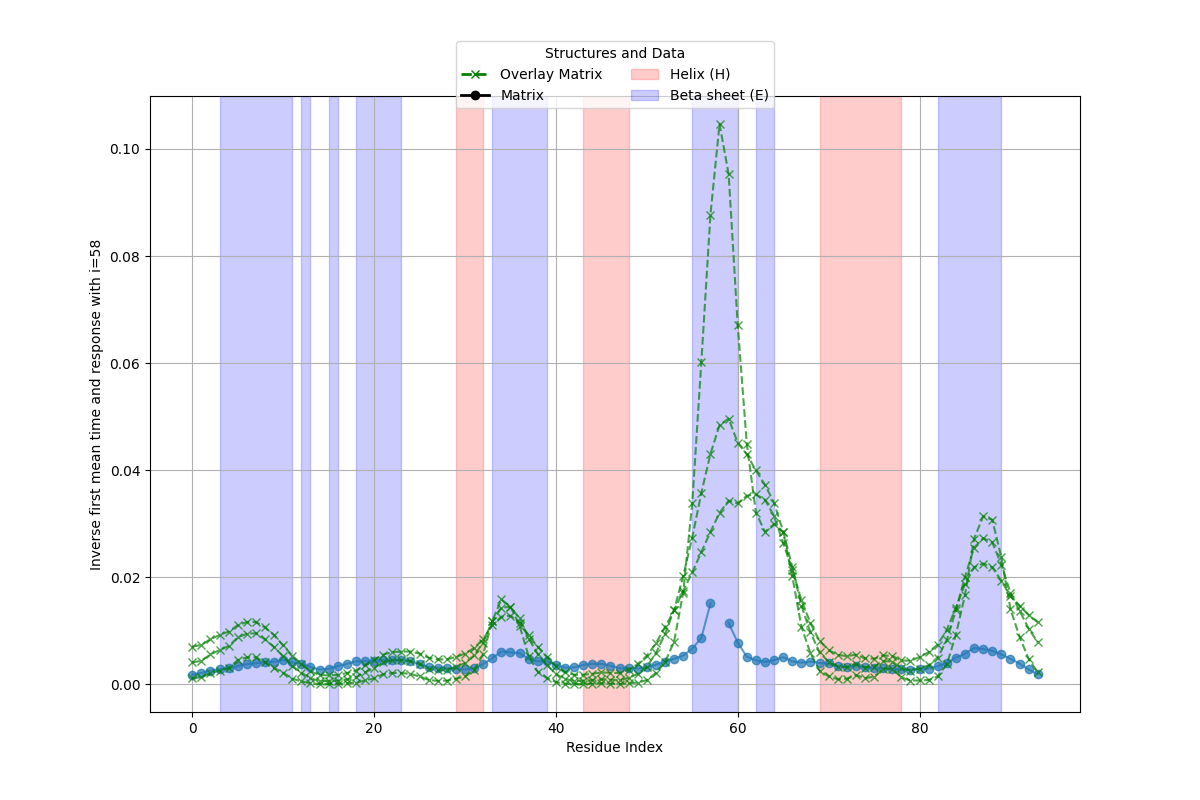 Structures and Data
Overlay Matrix
Matrix
Helix (H)
Beta sheet (E)
Inverse first mean time and response with i=58
0.10
0.08
0.06
0.04
0.02
0.00
0 20 40 60 80
Residue Index